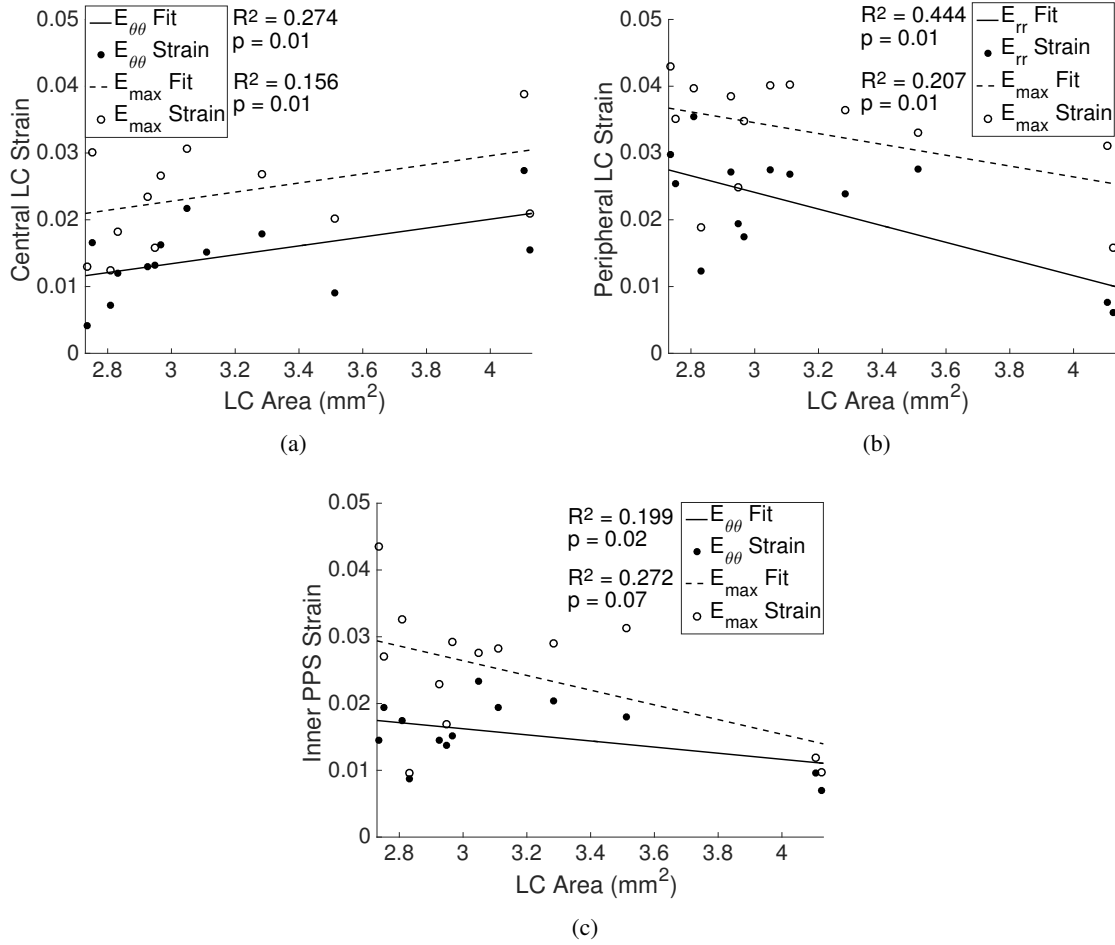 0.05
0.04
0.03
0.02
0.01
0
Central LC Strain
E_θθ Fit
E_θθ Strain
E_max Fit
E_max Strain
R² = 0.274
p = 0.01
R² = 0.156
p = 0.01
2.8 3 3.2 3.4 3.6 3.8 4
LC Area (mm²)
(a)
0.05
0.04
0.03
0.02
0.01
0
Peripheral LC Strain
R² = 0.444
p = 0.01
R² = 0.207
p = 0.01
E_rr Fit
E_rr Strain
E_max Fit
E_max Strain
2.8 3 3.2 3.4 3.6 3.8 4
LC Area (mm²)
(b)
0.05
0.04
0.03
0.02
0.01
0
Inner PPS Strain
R² = 0.199
p = 0.02
R² = 0.272
p = 0.07
E_θθ Fit
E_θθ Strain
E_max Fit
E_max Strain
2.8 3 3.2 3.4 3.6 3.8 4
LC Area (mm²)
(c)